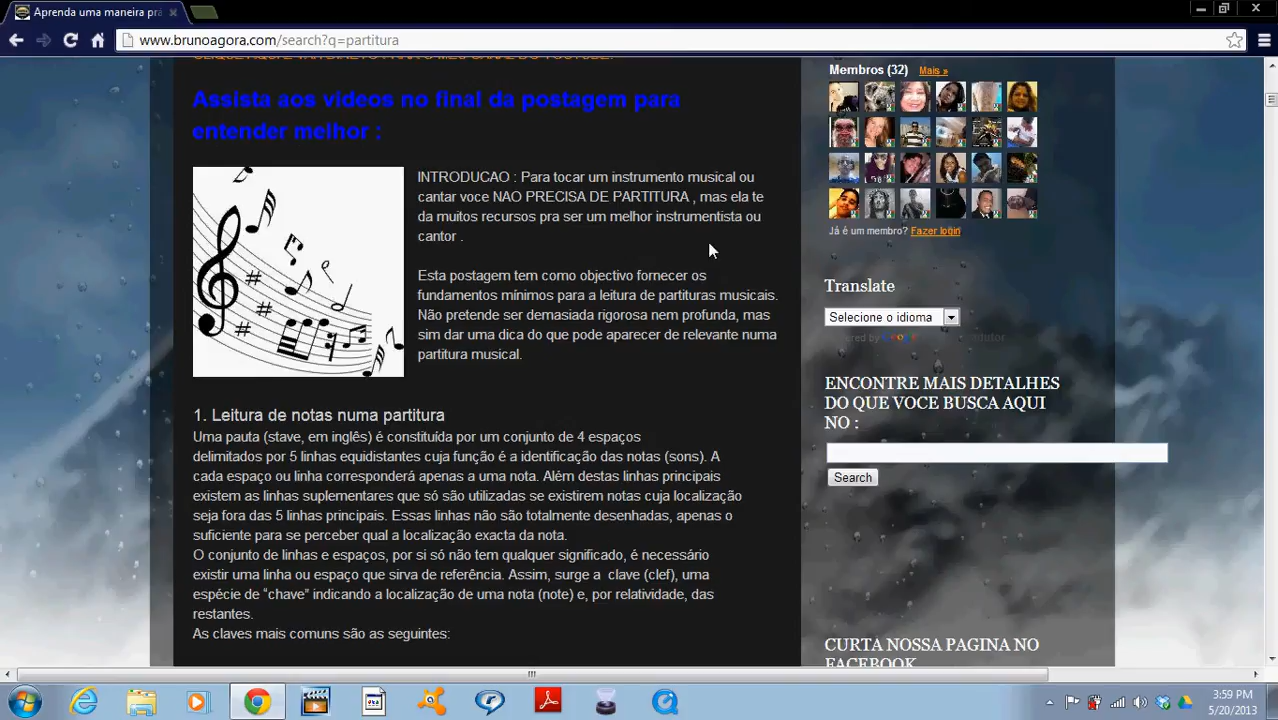 Aprenda uma maneira prá
www.brunoagora.com/search?q=partitura
Assista aos videos no final da postagem para
entender melhor :
INTRODUCAO : Para tocar um instrumento musical ou
cantar voce NAO PRECISA DE PARTITURA , mas ela te
da muitos recursos pra ser um melhor instrumentista ou
cantor .
Esta postagem tem como objectivo fornecer os
fundamentos mínimos para a leitura de partituras musicais.
Não pretende ser demasiada rigorosa nem profunda, mas
sim dar uma dica do que pode aparecer de relevante numa
partitura musical.
1. Leitura de notas numa partitura
Uma pauta (stave, em inglês) é constituída por um conjunto de 4 espaços
delimitados por 5 linhas equidistantes cuja função é a identificação das notas (sons). A
cada espaço ou linha corresponderá apenas a uma nota. Além destas linhas principais
existem as linhas suplementares que só são utilizadas se existirem notas cuja localização
seja fora das 5 linhas principais. Essas linhas não são totalmente desenhadas, apenas o
suficiente para se perceber qual a localização exacta da nota.
O conjunto de linhas e espaços, por si só não tem qualquer significado, é necessário
existir uma linha ou espaço que sirva de referência. Assim, surge a clave (clef), uma
espécie de “chave” indicando a localização de uma nota (note) e, por relatividade, das
restantes.
As claves mais comuns são as seguintes:
Membros (32) Mais »
Já é um membro? Fazer login
Translate
Selecione o idioma
ENCONTRE MAIS DETALHES
DO QUE VOCE BUSCA AQUI
NO :
Search
CURTA NOSSA PAGINA NO
FACEBOOK
3:59 PM
5/20/2013